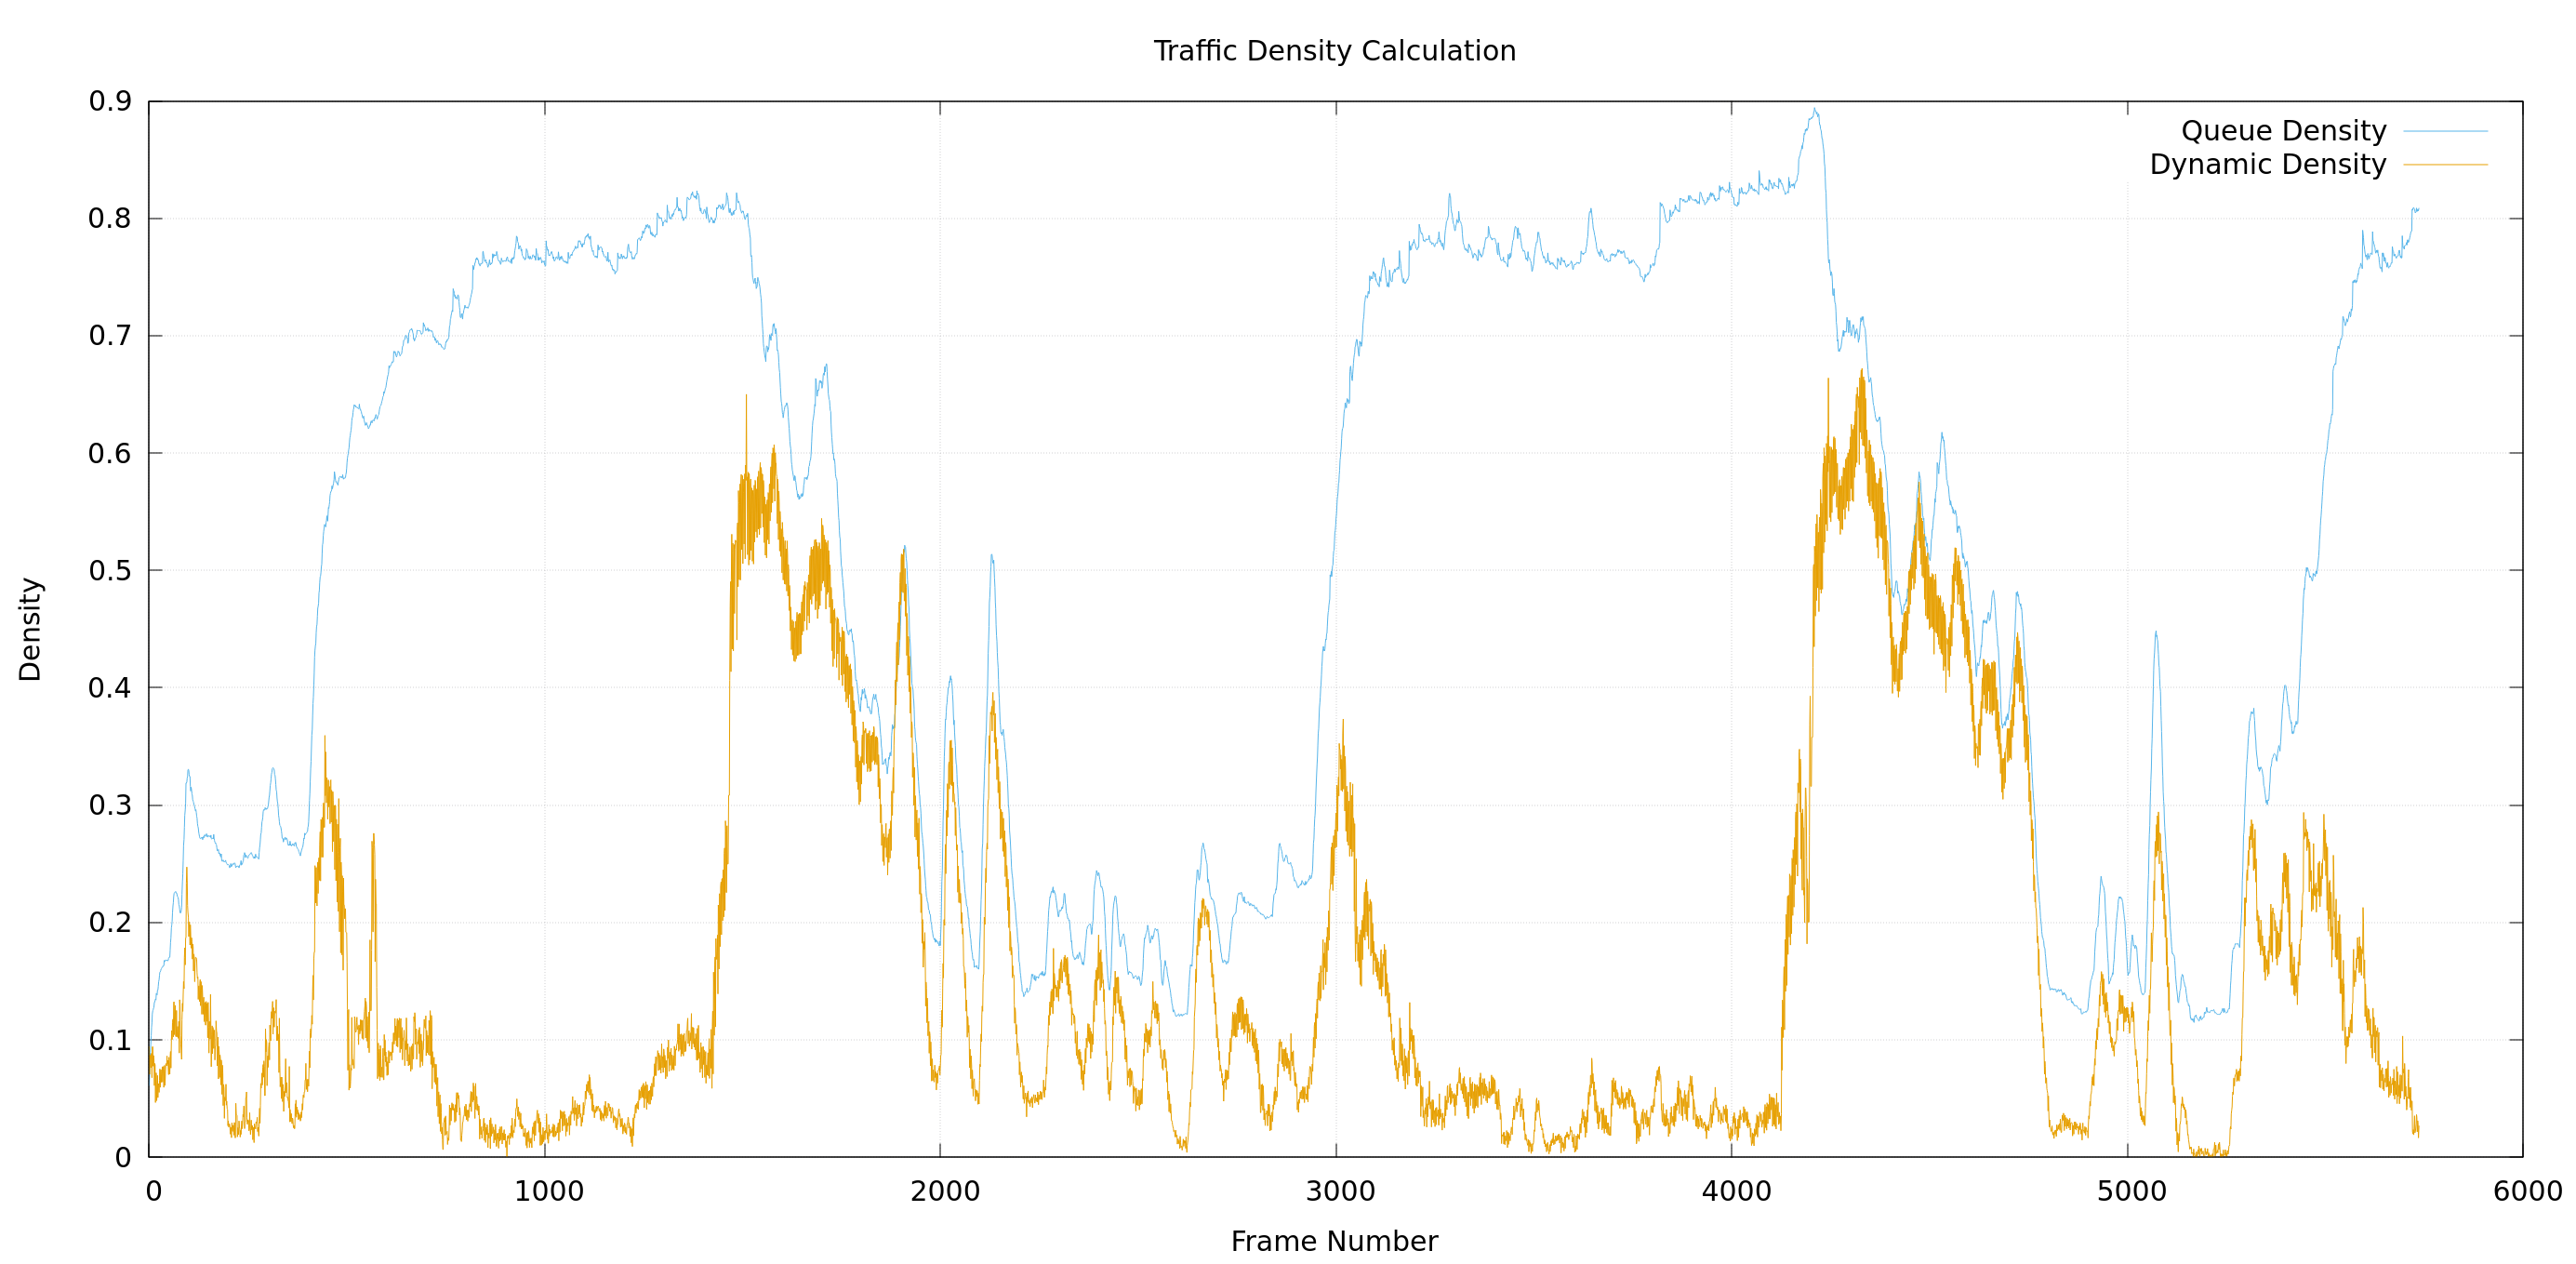 Traffic Density Calculation
0.9
0.8
0.7
0.6
0.5
0.4
0.3
0.2
0.1
0
Density
Queue Density
Dynamic Density
0 1000 2000 3000 4000 5000 6000
Frame Number